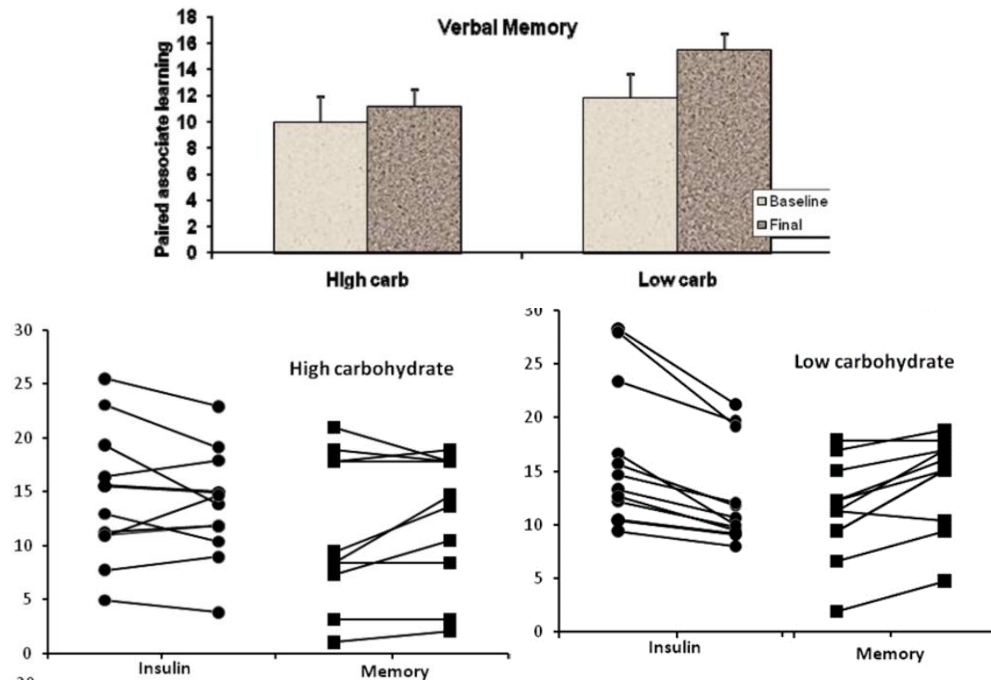 Verbal Memory
Paired associate learning
18
16
14
12
10
8
6
4
2
0
Baseline
Final
HIgh carb
Low carb
30
25
20
15
10
5
0
High carbohydrate
Insulin
Memory
30
25
20
15
10
5
0
Low carbohydrate
Insulin
Memory